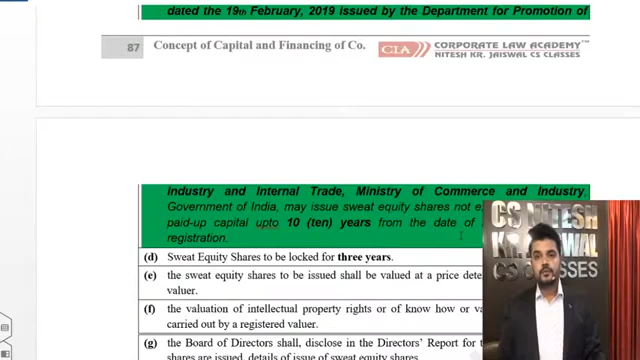 dated the 19th February, 2019 issued by the Department for Promotion of
87 Concept of Capital and Financing of Co. CLA CORPORATE LAW ACADEMY™
NITESH KR. JAISWAL CS CLASSES
Industry and Internal Trade, Ministry of Commerce and Industry,
Government of India, may issue sweat equity shares not
paid-up capital upto 10 (ten) years from the date of
registration.
(d) Sweat Equity Shares to be locked for three years.
(e) the sweat equity shares to be issued shall be valued at a price
valuer.
(f) the valuation of intellectual property rights or of know how or
carried out by a registered valuer.
(g) the Board of Directors shall, disclose in the Directors' Report for
shares are issued, details of issue of sweat equity shares.
CS NITESH
KR. JAISWAL
CS CLASSES